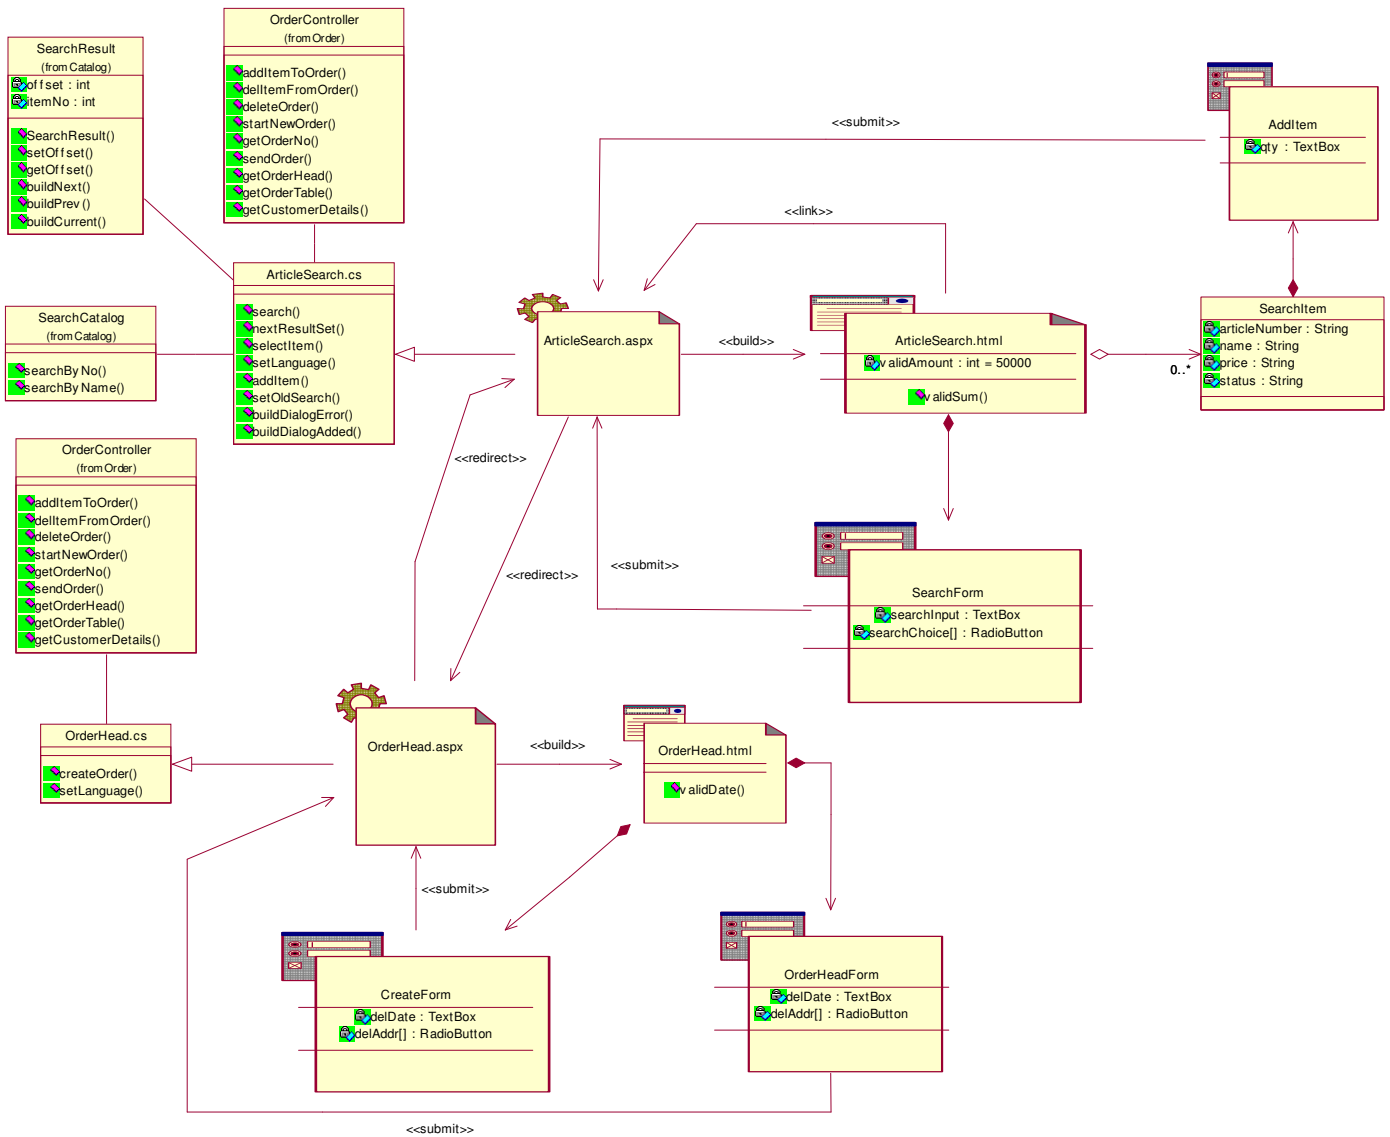 OrderController
(from Order)
addItemToOrder()
delItemFromOrder()
deleteOrder()
startNewOrder()
getOrderNo()
sendOrder()
getOrderHead()
getOrderTable()
getCustomerDetails()
SearchResult
(from Catalog)
offset : int
itemNo : int
SearchResult()
setOffset()
getOffset()
buildNext()
buildPrev()
buildCurrent()
<<submit>>
AddItem
qty : TextBox
<<link>>
ArticleSearch.cs
search()
nextResultSet()
selectItem()
setLanguage()
addItem()
setOldSearch()
buildDialogError()
buildDialogAdded()
SearchCatalog
(from Catalog)
searchByNo()
searchByName()
ArticleSearch.aspx
<<build>>
ArticleSearch.html
validAmount : int = 50000
validSum()
0..*
SearchItem
articleNumber : String
name : String
price : String
status : String
OrderController
(from Order)
addItemToOrder()
delItemFromOrder()
deleteOrder()
startNewOrder()
getOrderNo()
sendOrder()
getOrderHead()
getOrderTable()
getCustomerDetails()
<<redirect>>
<<redirect>>
<<submit>>
SearchForm
searchInput : TextBox
searchChoice[] : RadioButton
OrderHead.cs
createOrder()
setLanguage()
OrderHead.aspx
<<build>>
OrderHead.html
validDate()
<<submit>>
CreateForm
delDate : TextBox
delAddr[] : RadioButton
OrderHeadForm
delDate : TextBox
delAddr[] : RadioButton
<<submit>>